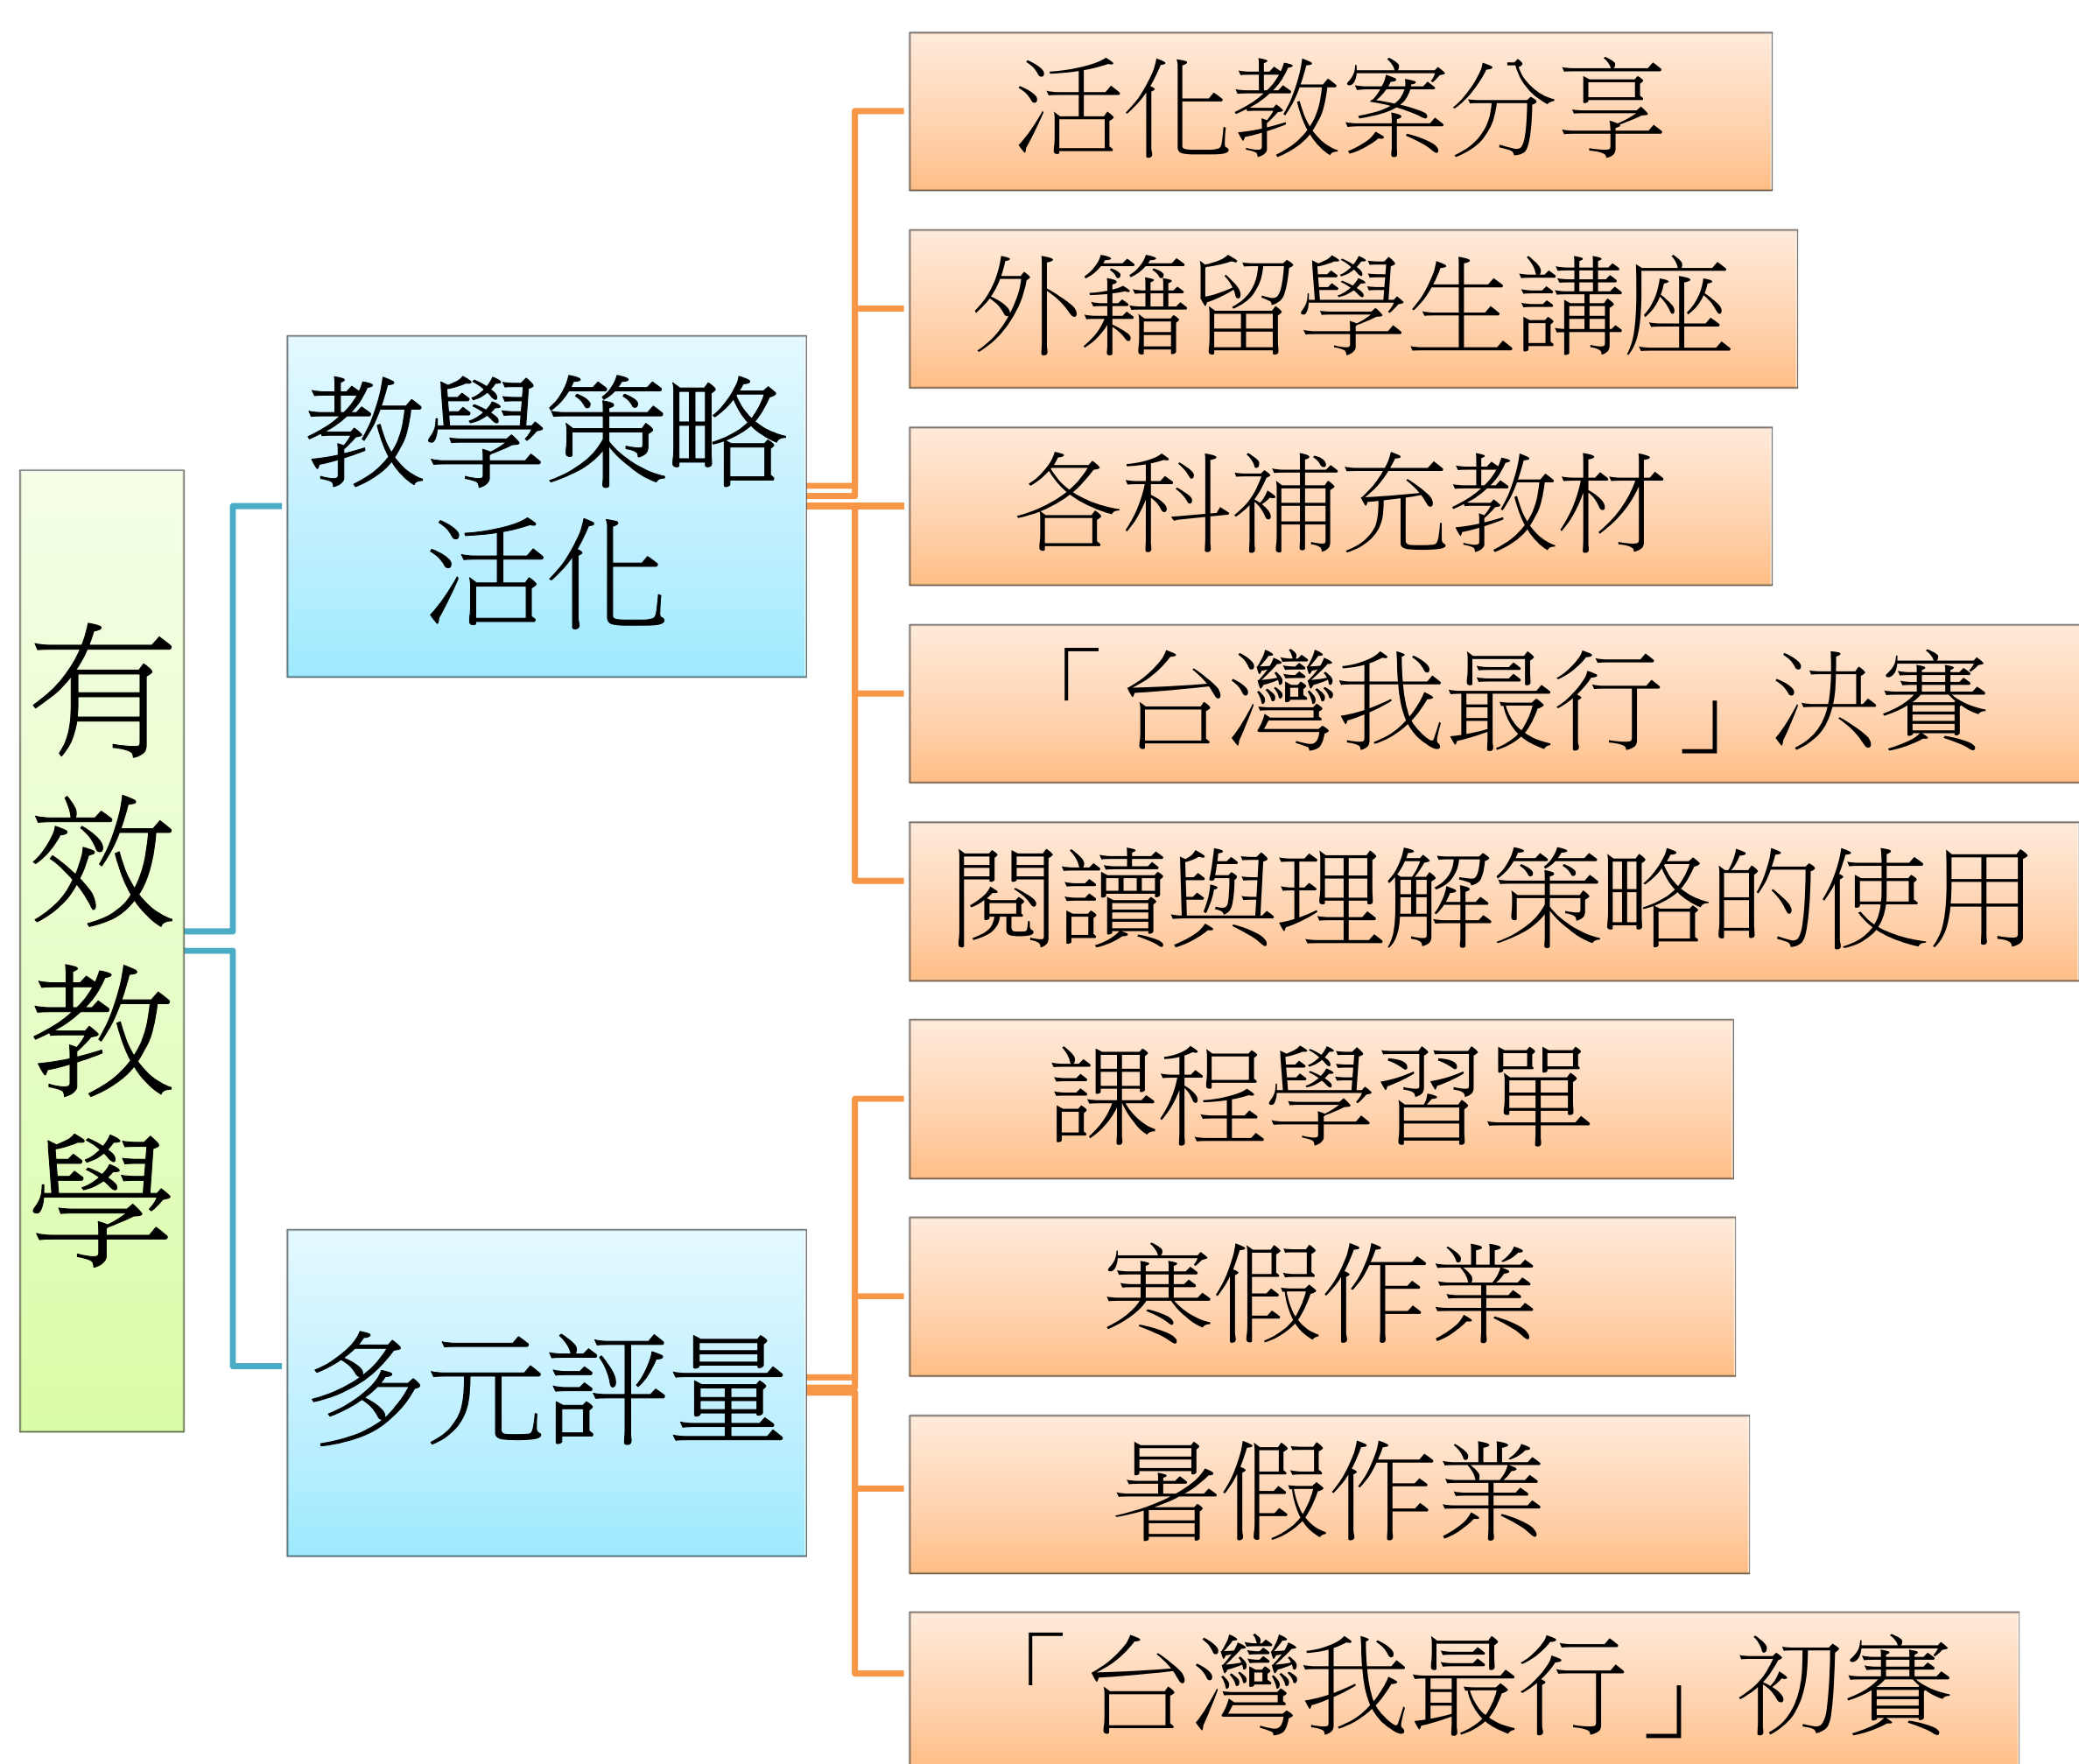 有效教學
教學策略
活化
活化教案分享
外籍留學生講座
各科補充教材
「台灣我最行」決賽
閱讀與理解策略的使用
多元評量
課程學習單
寒假作業
暑假作業
「台灣我最行」初賽